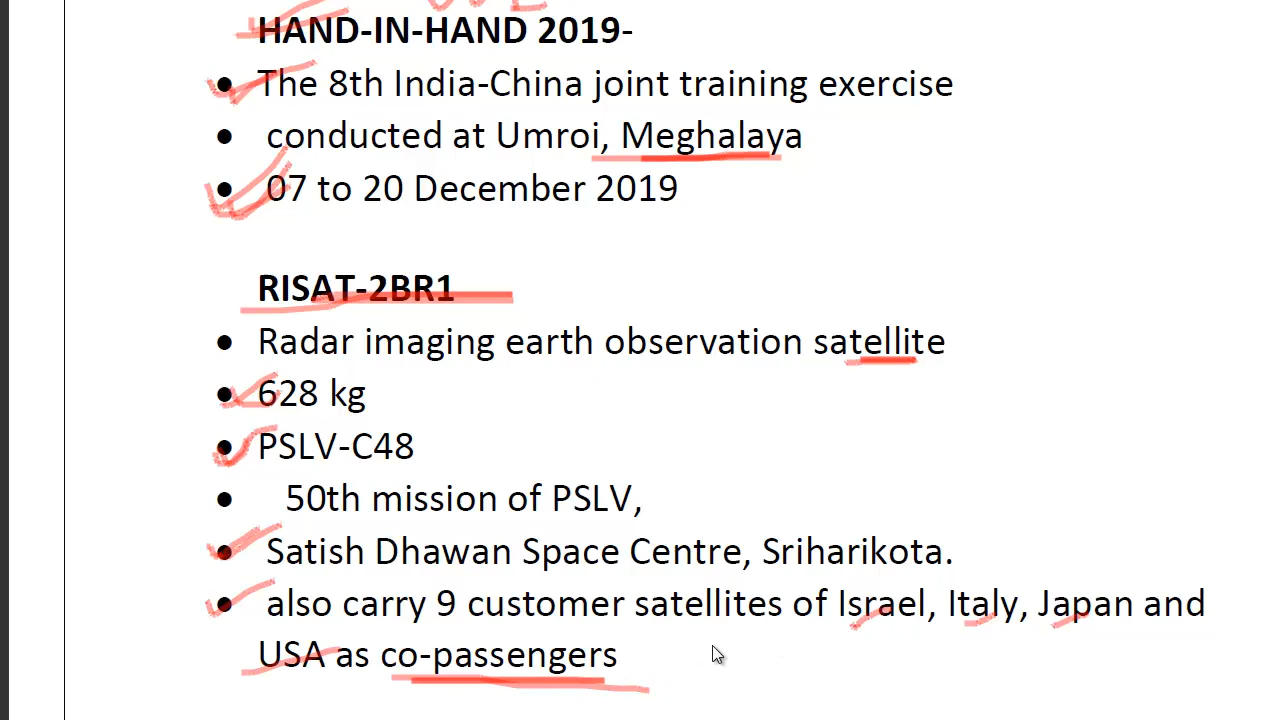 HAND-IN-HAND 2019-
• The 8th India-China joint training exercise
• conducted at Umroi, Meghalaya
• 07 to 20 December 2019
RISAT-2BR1
• Radar imaging earth observation satellite
• 628 kg
• PSLV-C48
• 50th mission of PSLV,
• Satish Dhawan Space Centre, Sriharikota.
• also carry 9 customer satellites of Israel, Italy, Japan and
USA as co-passengers